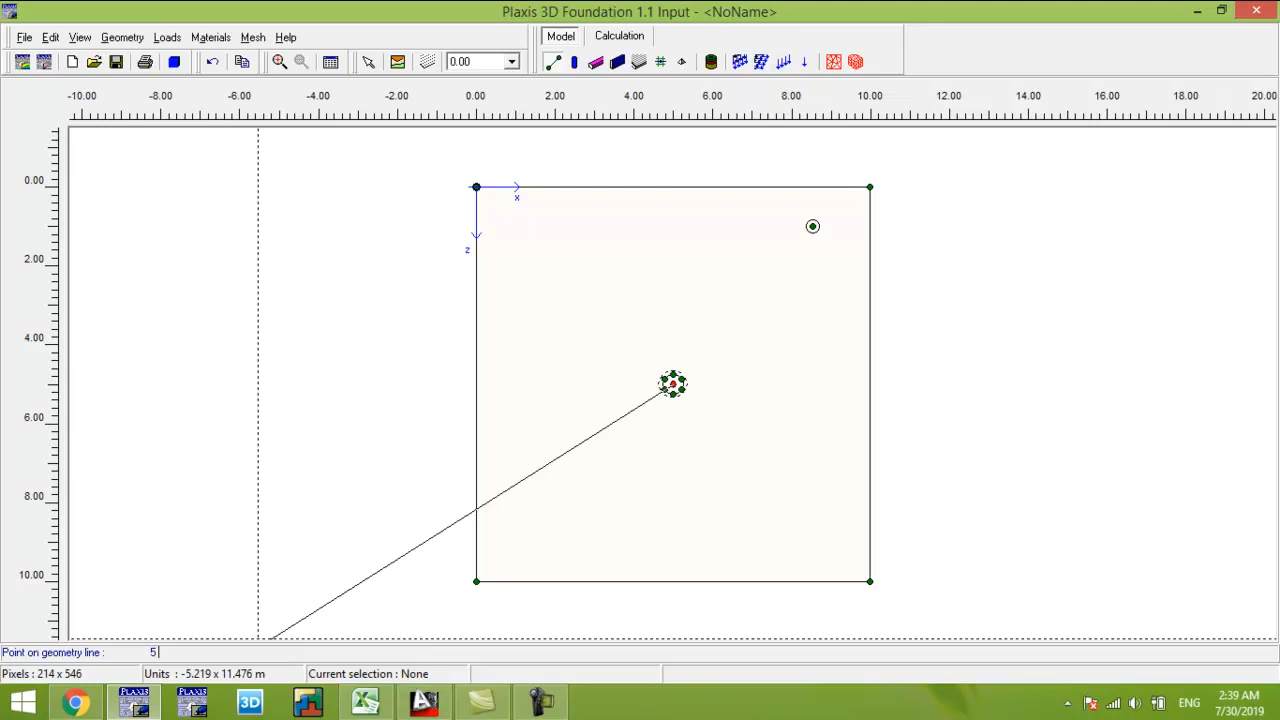 Plaxis 3D Foundation 1.1 Input - <NoName>
File Edit View Geometry Loads Materials Mesh Help
Model Calculation
0.00
-10.00 -8.00 -6.00 -4.00 -2.00 0.00 2.00 4.00 6.00 8.00 10.00 12.00 14.00 16.00 18.00 20.00
0.00
2.00
4.00
6.00
8.00
10.00
x
z
Point on geometry line : 5
Pixels : 214 x 546 Units : -5.219 x 11.476 m Current selection : None
PLAXIS PLAXIS 3D ENG 2:39 AM
7/30/2019